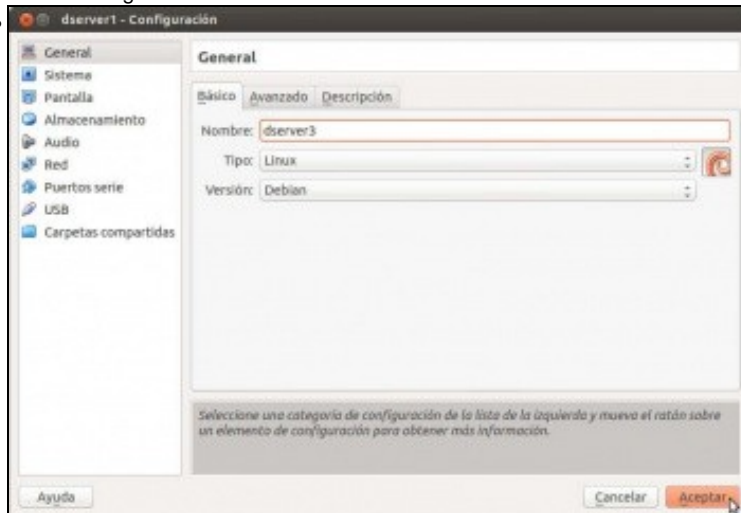 dserver1 - Configuración
General
Sistema
Pantalla
Almacenamiento
Audio
Red
Puertos serie
USB
Carpetas compartidas
General
Básico Avanzado Descripción
Nombre: dserver3
Tipo: Linux
Versión: Debian
Seleccione una categoría de configuración de la lista de la izquierda y mueva el ratón sobre
un elemento de configuración para obtener más información.
Ayuda Cancelar Aceptar